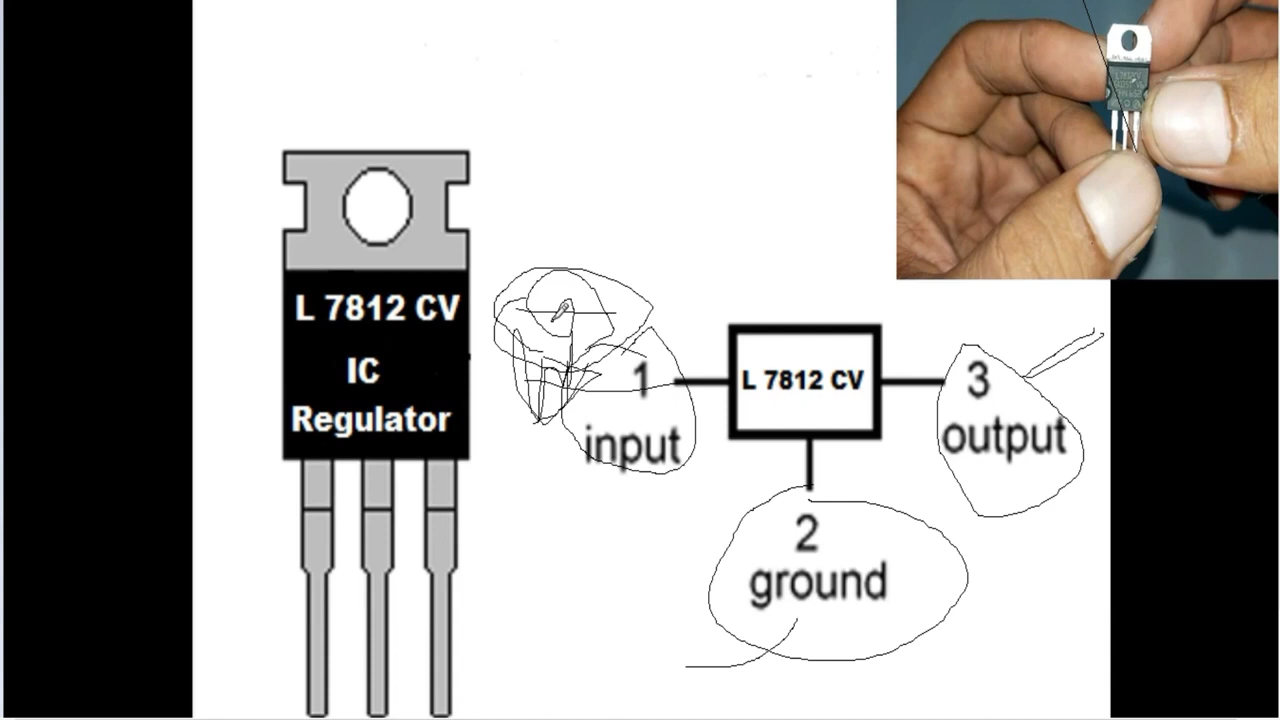 L 7812 CV
IC
Regulator
1
input
L 7812 CV
3
output
2
ground